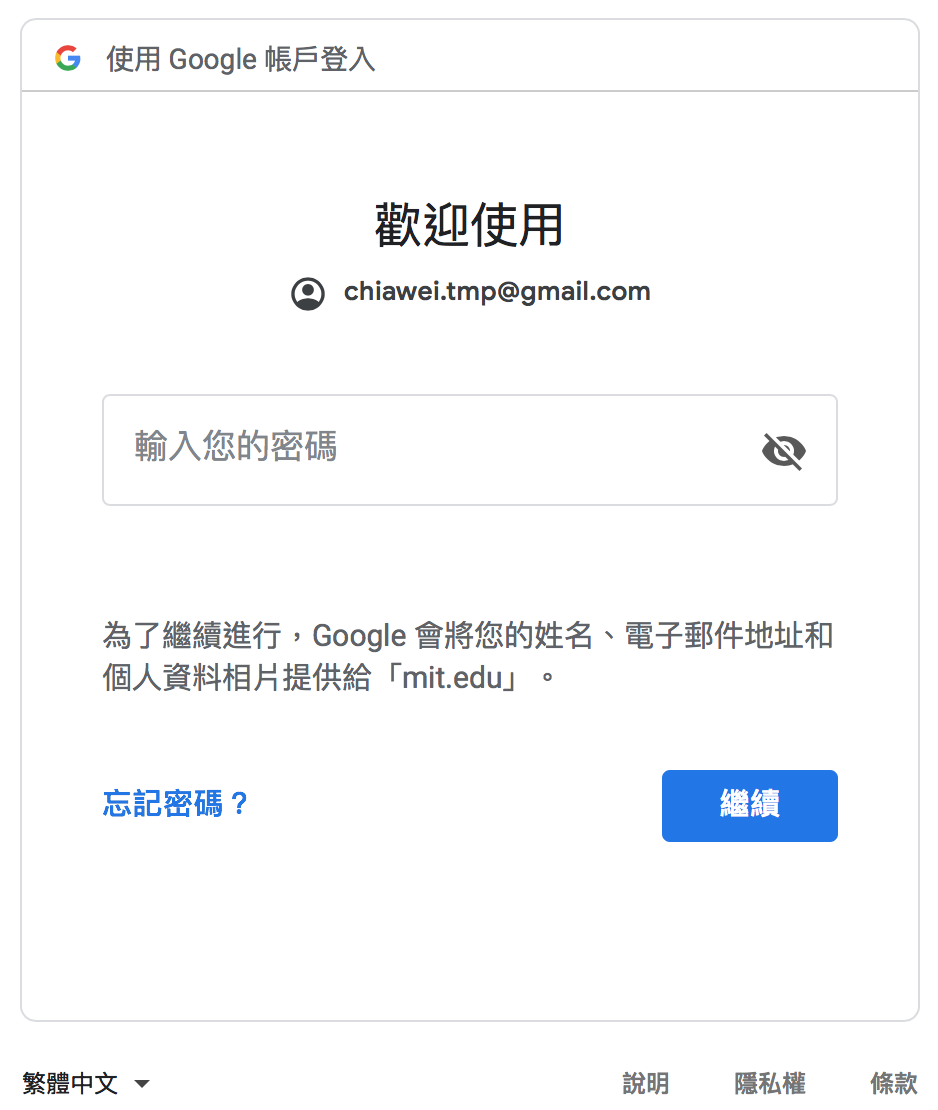 使用 Google 帳戶登入
歡迎使用
chiawei.tmp@gmail.com
輸入您的密碼
為了繼續進行，Google 會將您的姓名、電子郵件地址和
個人資料相片提供給「mit.edu」。
忘記密碼？
繼續
繁體中文
說明
隱私權
條款